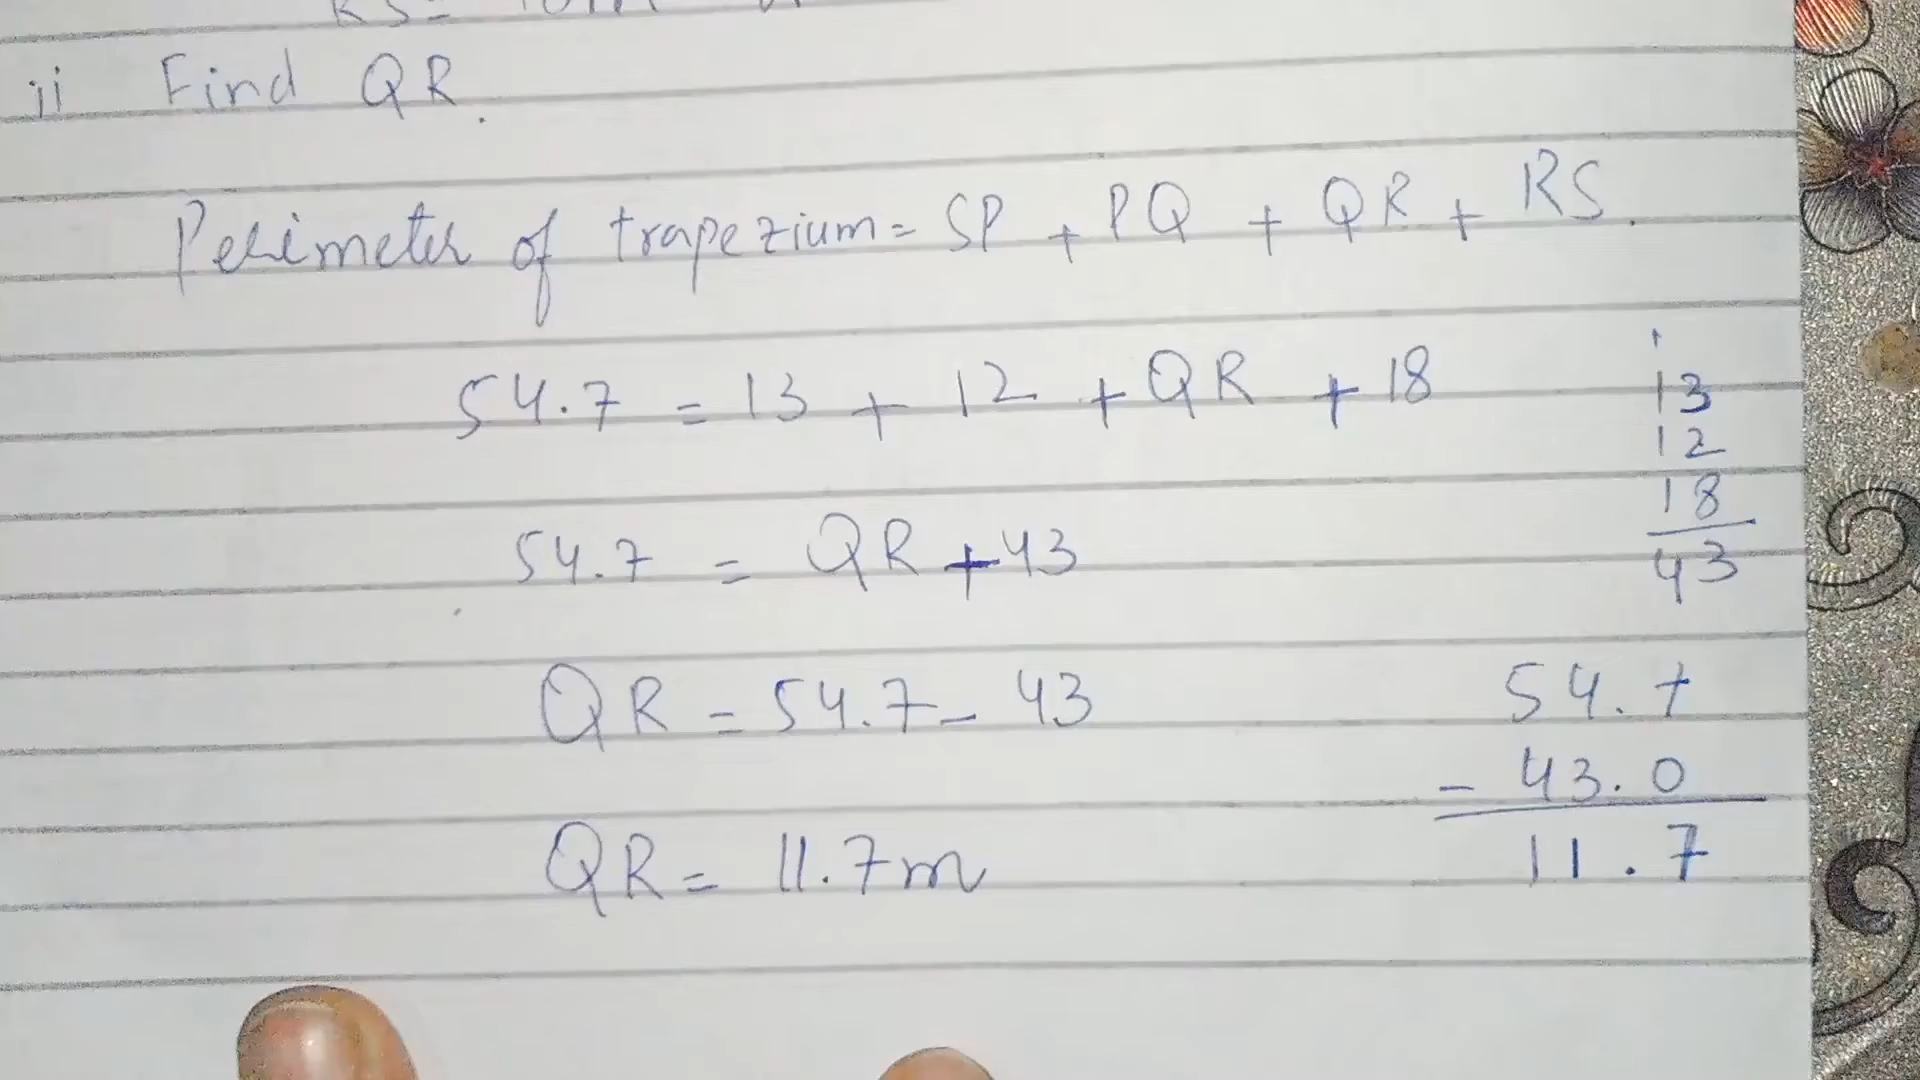 ii Find QR.
Perimeter of trapezium = SP + PQ + QR + RS.
54.7 = 13 + 12 + QR + 18
13
12
18
43
54.7 = QR + 43
QR = 54.7 - 43
54.7
- 43.0
11.7
QR = 11.7m